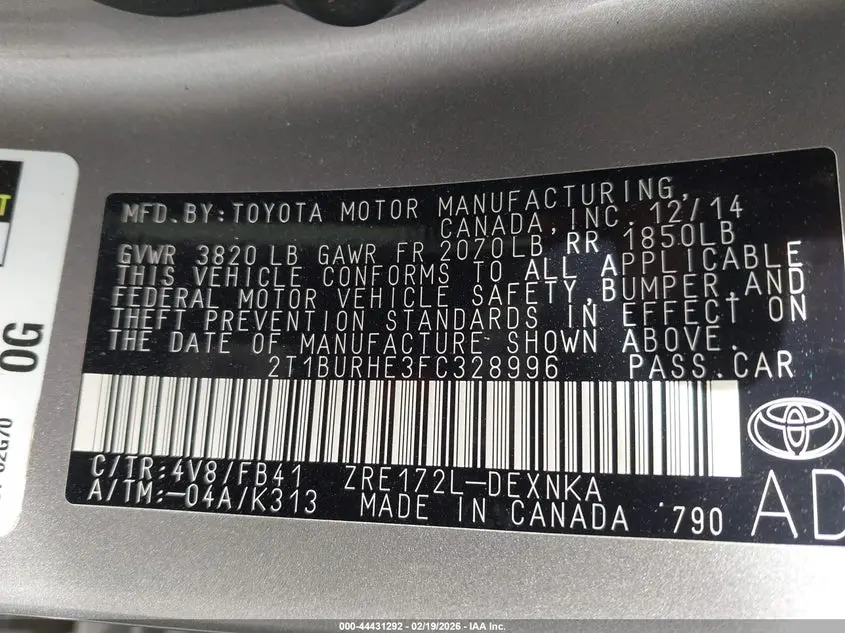 MFD.BY:TOYOTA MOTOR MANUFACTURING,
CANADA,INC. 12/14
GVWR 3820 LB GAWR FR 2070LB RR 1850LB
THIS VEHICLE CONFORMS TO ALL APPLICABLE
FEDERAL MOTOR VEHICLE SAFETY,BUMPER,AND
THEFT PREVENTION STANDARDS IN EFFECT ON
THE DATE OF MANUFACTURE SHOWN ABOVE.
2T1BURHE3FC328996 PASS.CAR
C/TR:4V8/FB41 ZRE172L-DEXNKA
A/TM:-04A/K313 MADE IN CANADA 790 AD
0G
02G70
000-44431292 - 02/19/2026 - IAA Inc.